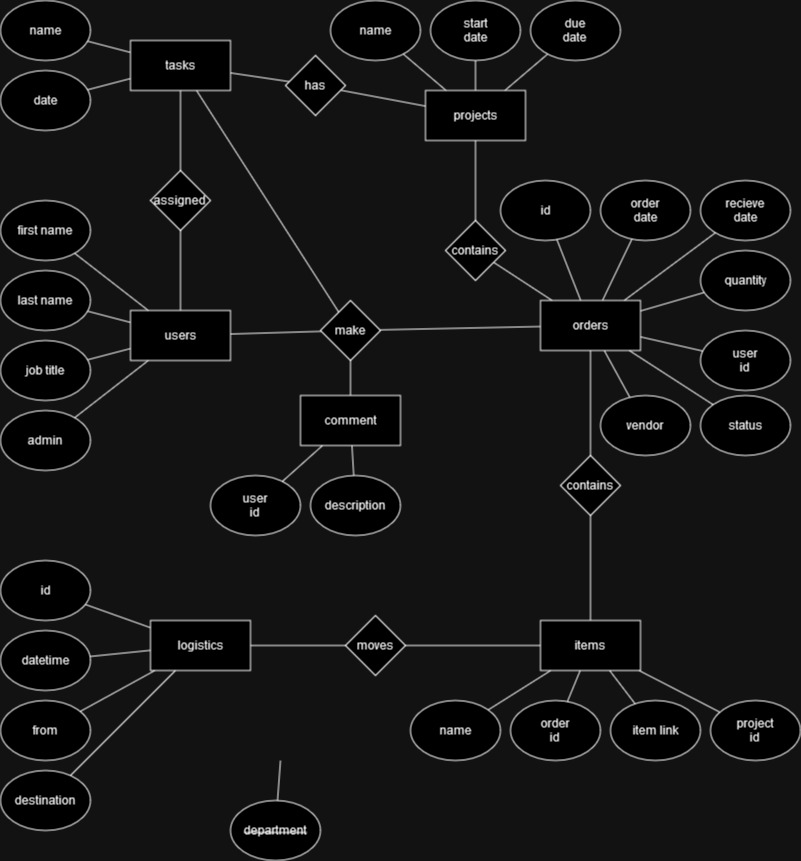 name
start
date
due
date
name
tasks
has
date
projects
id
order
date
recieve
date
assigned
first name
contains
quantity
last name
users
make
orders
user
id
job title
comment
vendor
status
admin
contains
user
id
description
id
logistics
moves
items
datetime
from
name
order
id
item link
project
id
destination
department